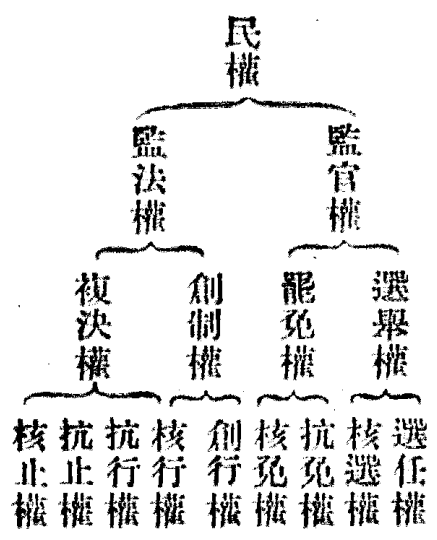 民權
監官權
監法權
選舉權
罷免權
創制權
複決權
選任權
核選權
抗免權
核免權
創行權
核行權
抗行權
抗止權
核止權